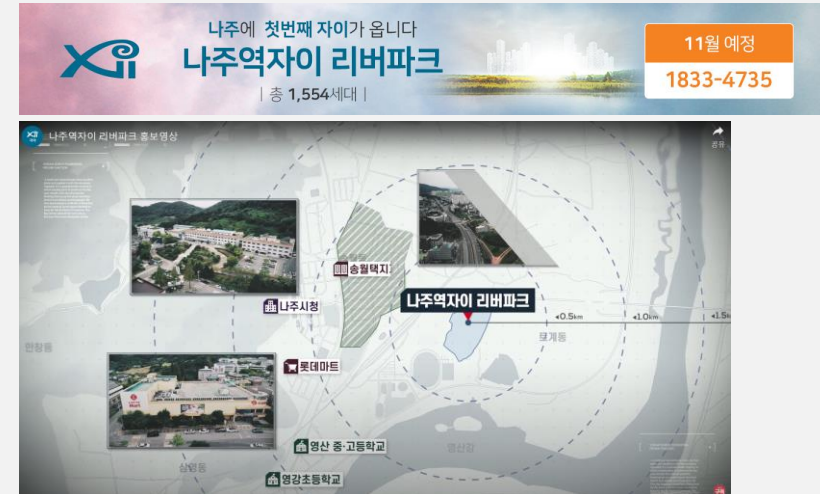 Xi
나주에 첫번째 자이가 옵니다
나주역자이 리버파크
| 총 1,554세대 |
11월 예정
1833-4735
나주역자이 리버파크 홍보영상
공유
송월택지
나주시청
나주역자이 리버파크
0.5km
1.0km
1.5k
롯데마트
영산강
영산 중·고등학교
삼영동
영강초등학교